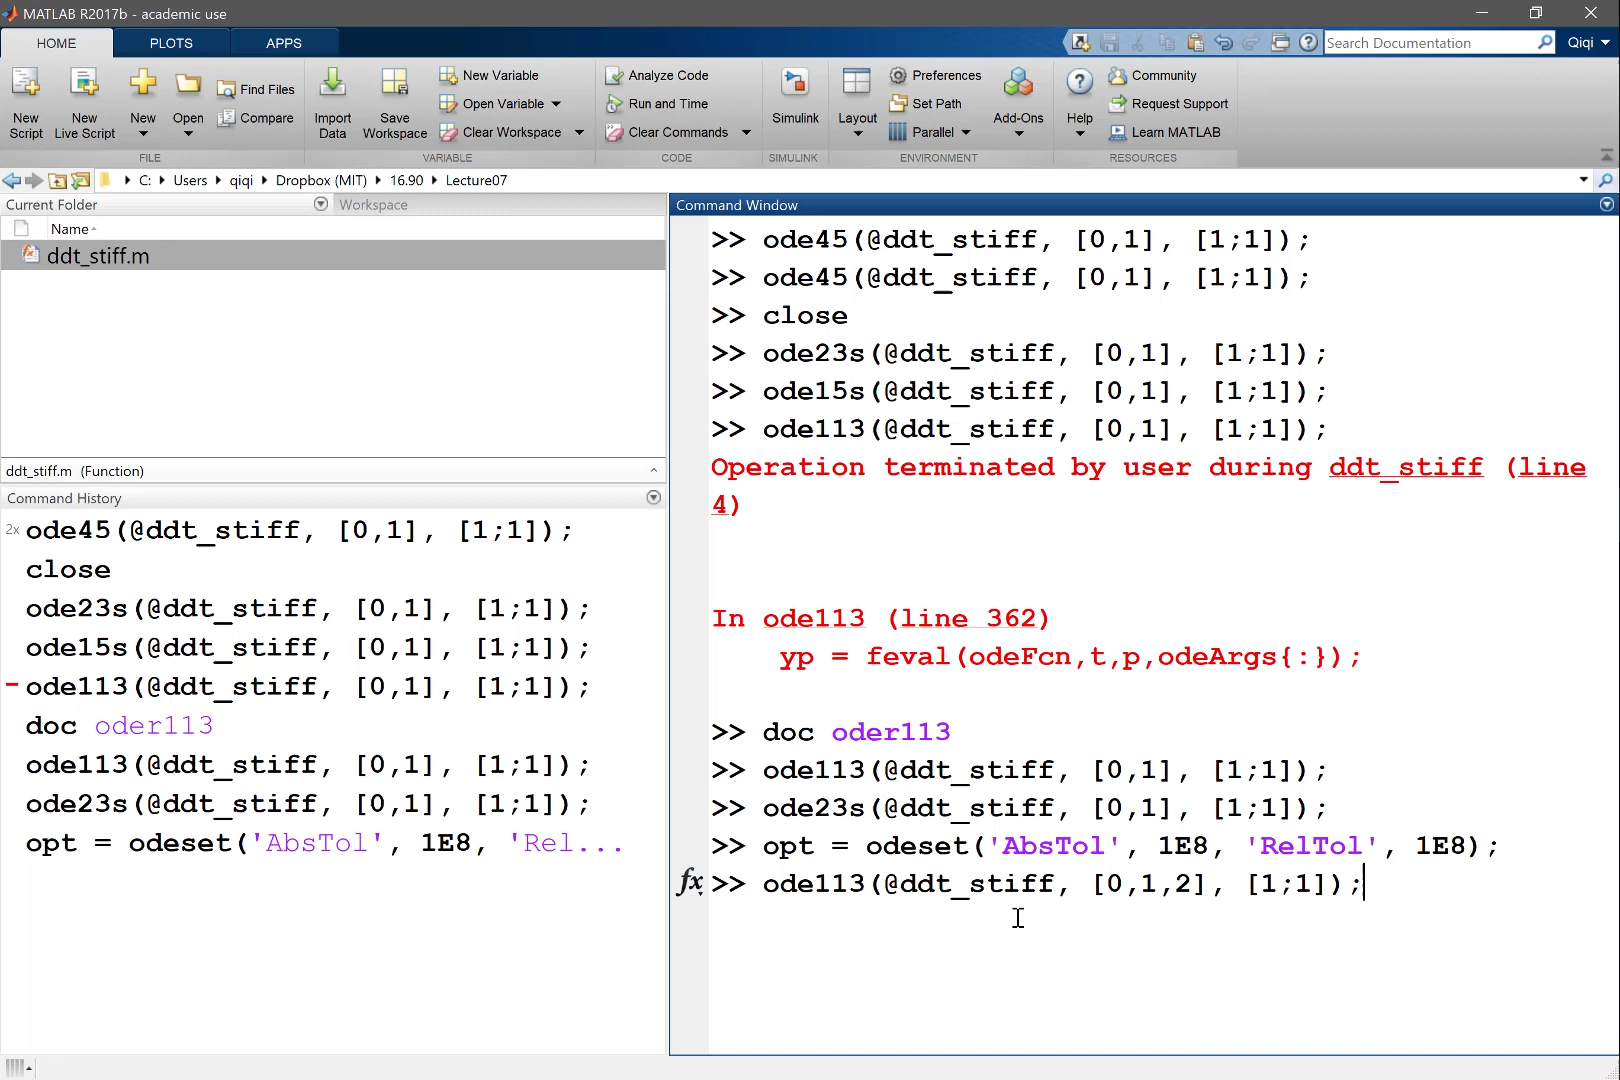 MATLAB R2017b - academic use
HOME
PLOTS
APPS
Search Documentation
Qiqi
New Script
New Live Script
New
Open
Find Files
Compare
FILE
Import Data
Save Workspace
New Variable
Open Variable
Clear Workspace
VARIABLE
Analyze Code
Run and Time
Clear Commands
CODE
Simulink
SIMULINK
Layout
Preferences
Set Path
Parallel
Add-Ons
ENVIRONMENT
Help
Community
Request Support
Learn MATLAB
RESOURCES
C: Users qiqi Dropbox (MIT) 16.90 Lecture07
Current Folder
Workspace
Name
ddt_stiff.m
ddt_stiff.m (Function)
Command History
2x ode45(@ddt_stiff, [0,1], [1;1]);
close
ode23s(@ddt_stiff, [0,1], [1;1]);
ode15s(@ddt_stiff, [0,1], [1;1]);
ode113(@ddt_stiff, [0,1], [1;1]);
doc oder113
ode113(@ddt_stiff, [0,1], [1;1]);
ode23s(@ddt_stiff, [0,1], [1;1]);
opt = odeset('AbsTol', 1E8, 'Rel...
Command Window
>> ode45(@ddt_stiff, [0,1], [1;1]);
>> ode45(@ddt_stiff, [0,1], [1;1]);
>> close
>> ode23s(@ddt_stiff, [0,1], [1;1]);
>> ode15s(@ddt_stiff, [0,1], [1;1]);
>> ode113(@ddt_stiff, [0,1], [1;1]);
Operation terminated by user during ddt_stiff (line
4)
In ode113 (line 362)
yp = feval(odeFcn,t,p,odeArgs{:});
>> doc oder113
>> ode113(@ddt_stiff, [0,1], [1;1]);
>> ode23s(@ddt_stiff, [0,1], [1;1]);
>> opt = odeset('AbsTol', 1E8, 'RelTol', 1E8);
fx >> ode113(@ddt_stiff, [0,1,2], [1;1]);